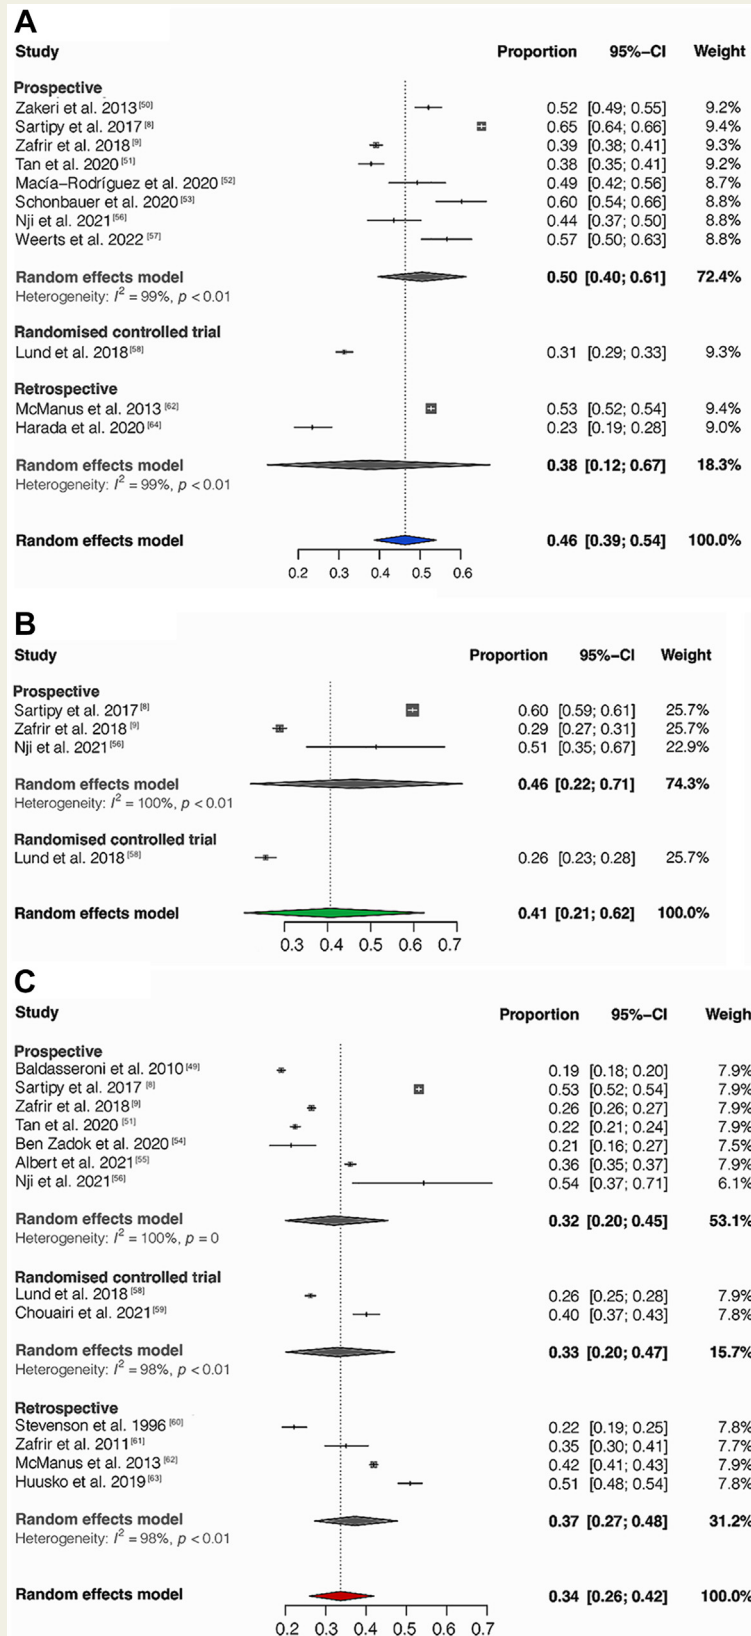 A
Study Proportion 95%–CI Weight
Prospective
Zakeri et al. 2013[50] 0.52 [0.49; 0.55] 9.2%
Sartipy et al. 2017[8] 0.65 [0.64; 0.66] 9.4%
Zafrir et al. 2018[9] 0.39 [0.38; 0.41] 9.3%
Tan et al. 2020[51] 0.38 [0.35; 0.41] 9.2%
Macía–Rodríguez et al. 2020[52] 0.49 [0.42; 0.56] 8.7%
Schonbauer et al. 2020[53] 0.60 [0.54; 0.66] 8.8%
Nji et al. 2021[56] 0.44 [0.37; 0.50] 8.8%
Weerts et al. 2022 [57] 0.57 [0.50; 0.63] 8.8%
Random effects model 0.50 [0.40; 0.61] 72.4%
Heterogeneity: I² = 99%, p < 0.01
Randomised controlled trial
Lund et al. 2018[58] 0.31 [0.29; 0.33] 9.3%
Retrospective
McManus et al. 2013 [62] 0.53 [0.52; 0.54] 9.4%
Harada et al. 2020[64] 0.23 [0.19; 0.28] 9.0%
Random effects model 0.38 [0.12; 0.67] 18.3%
Heterogeneity: I² = 99%, p < 0.01
Random effects model 0.46 [0.39; 0.54] 100.0%
0.2 0.3 0.4 0.5 0.6
B
Study Proportion 95%–CI Weight
Prospective
Sartipy et al. 2017[8] 0.60 [0.59; 0.61] 25.7%
Zafrir et al. 2018 [9] 0.29 [0.27; 0.31] 25.7%
Nji et al. 2021[56] 0.51 [0.35; 0.67] 22.9%
Random effects model 0.46 [0.22; 0.71] 74.3%
Heterogeneity: I² = 100%, p < 0.01
Randomised controlled trial
Lund et al. 2018[58] 0.26 [0.23; 0.28] 25.7%
Random effects model 0.41 [0.21; 0.62] 100.0%
0.3 0.4 0.5 0.6 0.7
C
Study Proportion 95%–CI Weigh
Prospective
Baldasseroni et al. 2010[49] 0.19 [0.18; 0.20] 7.9%
Sartipy et al. 2017 [8] 0.53 [0.52; 0.54] 7.9%
Zafrir et al. 2018[9] 0.26 [0.26; 0.27] 7.9%
Tan et al. 2020[51] 0.22 [0.21; 0.24] 7.9%
Ben Zadok et al. 2020[54] 0.21 [0.16; 0.27] 7.5%
Albert et al. 2021[55] 0.36 [0.35; 0.37] 7.9%
Nji et al. 2021[56] 0.54 [0.37; 0.71] 6.1%
Random effects model 0.32 [0.20; 0.45] 53.1%
Heterogeneity: I² = 100%, p = 0
Randomised controlled trial
Lund et al. 2018[58] 0.26 [0.25; 0.28] 7.9%
Chouairi et al. 2021[59] 0.40 [0.37; 0.43] 7.8%
Random effects model 0.33 [0.20; 0.47] 15.7%
Heterogeneity: I² = 98%, p < 0.01
Retrospective
Stevenson et al. 1996 [60] 0.22 [0.19; 0.25] 7.8%
Zafrir et al. 2011[61] 0.35 [0.30; 0.41] 7.7%
McManus et al. 2013 [62] 0.42 [0.41; 0.43] 7.9%
Huusko et al. 2019[63] 0.51 [0.48; 0.54] 7.8%
Random effects model 0.37 [0.27; 0.48] 31.2%
Heterogeneity: I² = 98%, p < 0.01
Random effects model 0.34 [0.26; 0.42] 100.0%
0.2 0.3 0.4 0.5 0.6 0.7